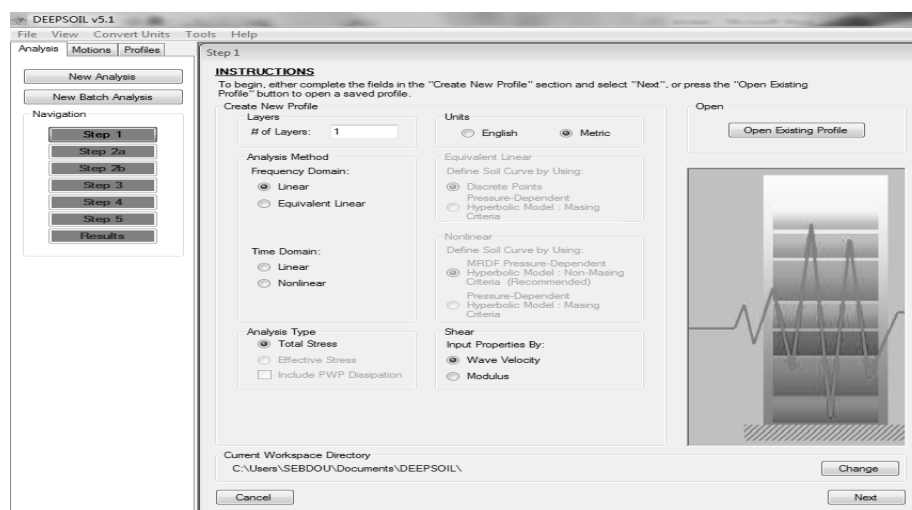 DEEPSOIL v5.1
File View Convert Units Tools Help
Analysis Motions Profiles
New Analysis
New Batch Analysis
Navigation
Step 1
Step 2a
Step 2b
Step 3
Step 4
Step 5
Results
Step 1
INSTRUCTIONS
To begin, either complete the fields in the "Create New Profile" section and select "Next", or press the "Open Existing
Profile" button to open a saved profile.
Create New Profile
Layers
# of Layers: 1
Units
English Metric
Analysis Method
Frequency Domain:
Linear
Equivalent Linear
Time Domain:
Linear
Nonlinear
Equivalent Linear
Define Soil Curve by Using:
Discrete Points
Pressure-Dependent
Hyperbolic Model : Masing
Criteria
Nonlinear
Define Soil Curve by Using:
MRDF Pressure-Dependent
Hyperbolic Model : Non-Masing
Criteria (Recommended)
Pressure-Dependent
Hyperbolic Model : Masing
Criteria
Analysis Type
Total Stress
Effective Stress
Include PWP Dissipation
Shear
Input Properties By:
Wave Velocity
Modulus
Open
Open Existing Profile
Current Workspace Directory
C:\Users\SEBDOU\Documents\DEEPSOIL\
Change
Cancel
Next